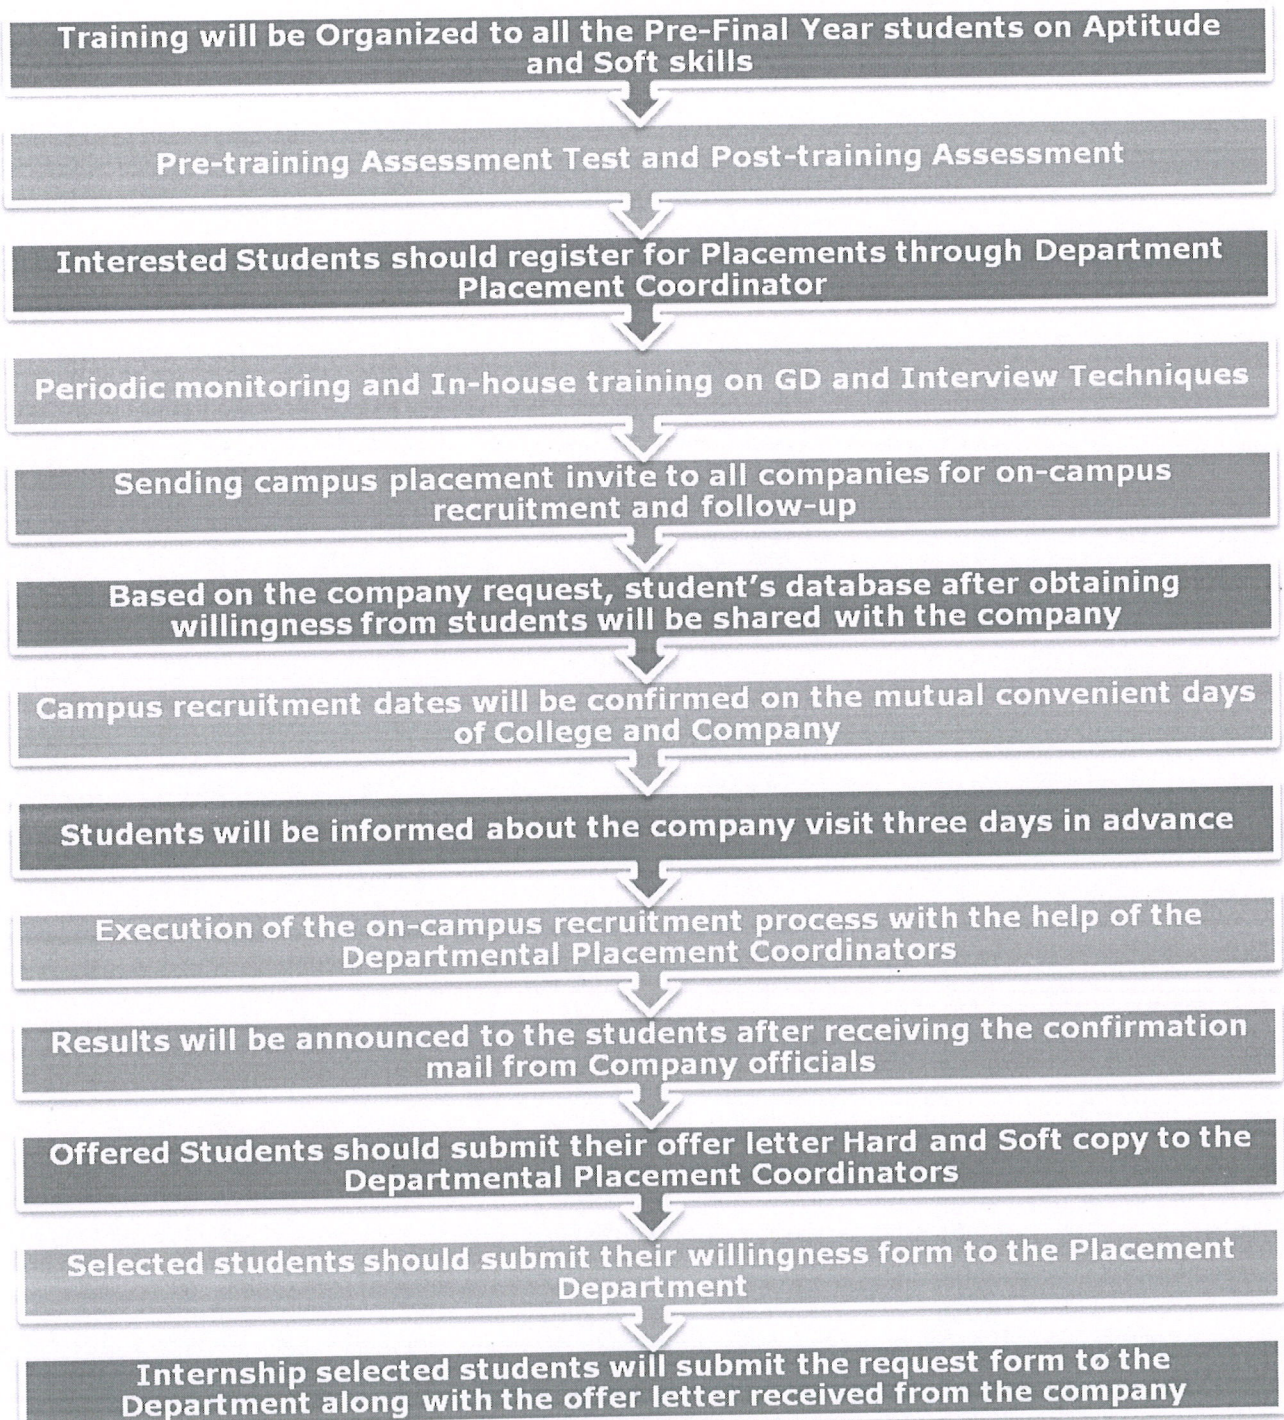 Training will be Organized to all the Pre-Final Year students on Aptitude
and Soft skills
Pre-training Assessment Test and Post-training Assessment
Interested Students should register for Placements through Department
Placement Coordinator
Periodic monitoring and In-house training on GD and Interview Techniques
Sending campus placement invite to all companies for on-campus
recruitment and follow-up
Based on the company request, student's database after obtaining
willingness from students will be shared with the company
Campus recruitment dates will be confirmed on the mutual convenient days
of College and Company
Students will be informed about the company visit three days in advance
Execution of the on-campus recruitment process with the help of the
Departmental Placement Coordinators
Results will be announced to the students after receiving the confirmation
mail from Company officials
Offered Students should submit their offer letter Hard and Soft copy to the
Departmental Placement Coordinators
Selected students should submit their willingness form to the Placement
Department
Internship selected students will submit the request form to the
Department along with the offer letter received from the company